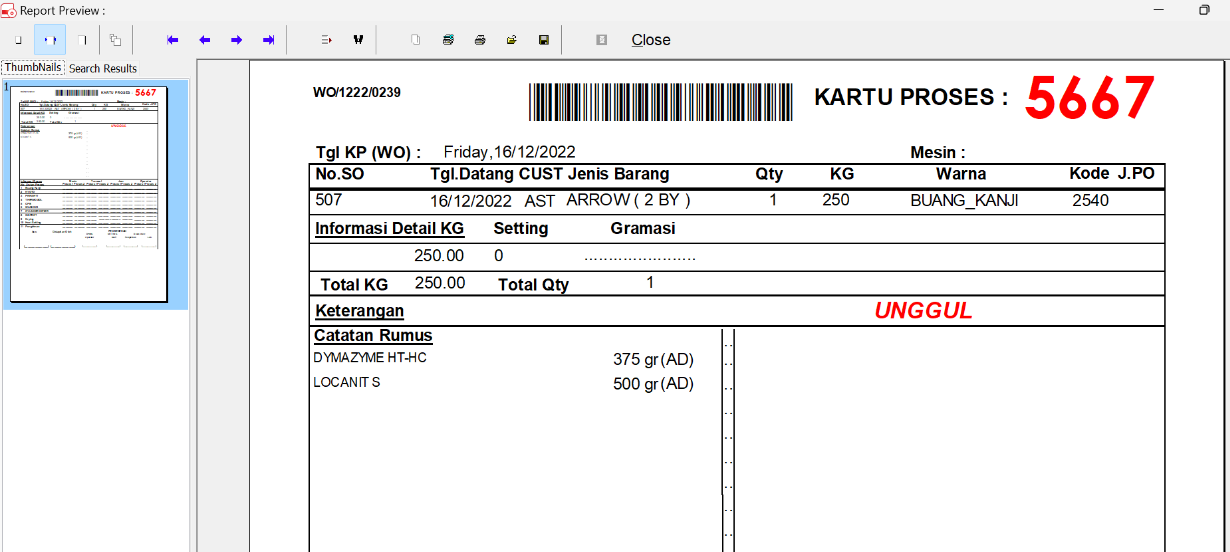 Report Preview :
Close
ThumbNails Search Results
1
WO/1222/0239
KARTU PROSES : 5667
Tgl KP (WO) : Friday,16/12/2022 Mesin :
No.SO Tgl.Datang CUST Jenis Barang Qty KG Warna Kode J.PO
507 16/12/2022 AST ARROW ( 2 BY ) 1 250 BUANG_KANJI 2540
Informasi Detail KG Setting Gramasi
250.00 0 .......................
Total KG 250.00 Total Qty 1
Keterangan UNGGUL
Catatan Rumus
DYMAZYME HT-HC 375 gr(AD)
LOCANIT S 500 gr(AD)